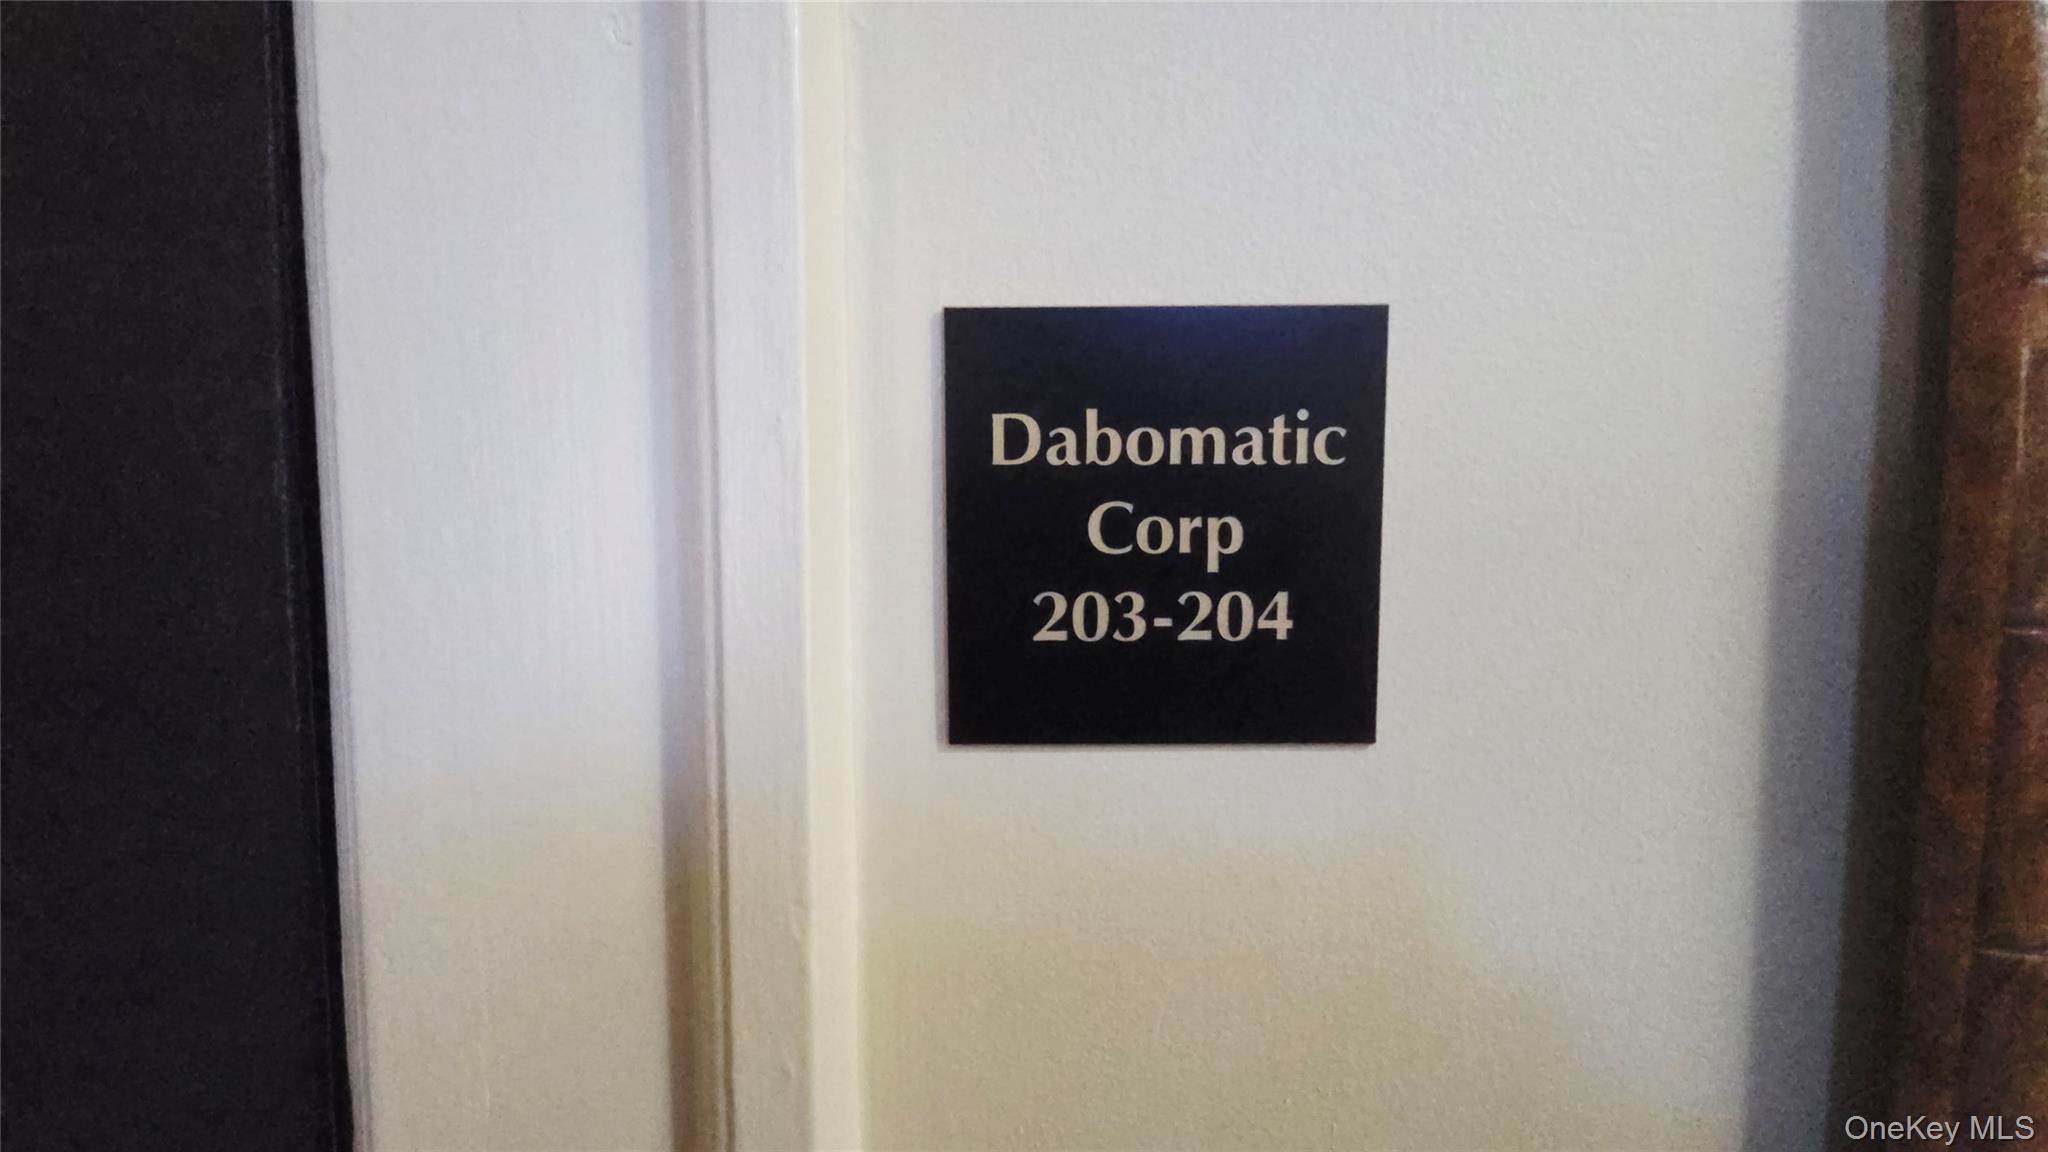 Dabomatic
Corp
203-204
OneKey MLS